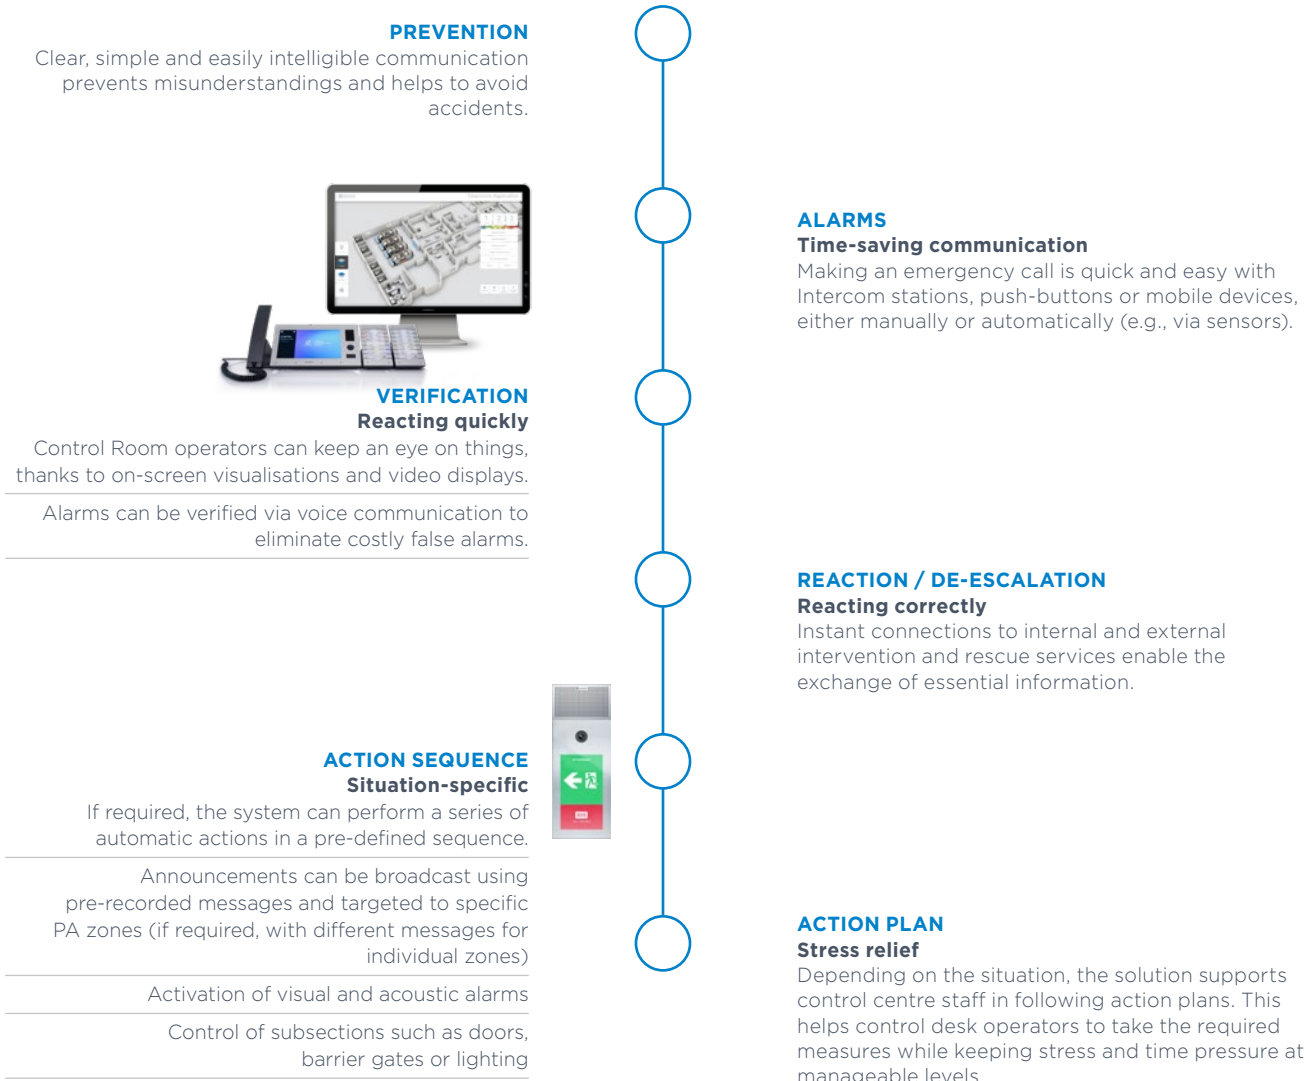 PREVENTION
Clear, simple and easily intelligible communication
prevents misunderstandings and helps to avoid
accidents.
ALARMS
Time-saving communication
Making an emergency call is quick and easy with
Intercom stations, push-buttons or mobile devices,
either manually or automatically (e.g., via sensors).
VERIFICATION
Reacting quickly
Control Room operators can keep an eye on things,
thanks to on-screen visualisations and video displays.
Alarms can be verified via voice communication to
eliminate costly false alarms.
REACTION / DE-ESCALATION
Reacting correctly
Instant connections to internal and external
intervention and rescue services enable the
exchange of essential information.
ACTION SEQUENCE
Situation-specific
If required, the system can perform a series of
automatic actions in a pre-defined sequence.
Announcements can be broadcast using
pre-recorded messages and targeted to specific
PA zones (if required, with different messages for
individual zones)
Activation of visual and acoustic alarms
Control of subsections such as doors,
barrier gates or lighting
ACTION PLAN
Stress relief
Depending on the situation, the solution supports
control centre staff in following action plans. This
helps control desk operators to take the required
measures while keeping stress and time pressure at
manageable levels